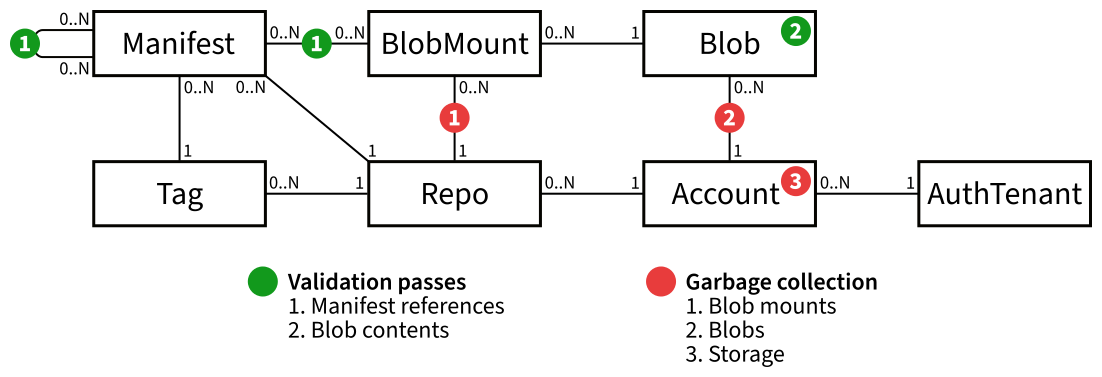 0..N
1
0..N
Manifest
0..N
1
0..N
BlobMount
0..N
1
Blob
2
0..N
0..N
0..N
0..N
1
2
1
1
1
1
Tag
0..N
1
Repo
0..N
1
Account
3
0..N
1
AuthTenant
Validation passes
1. Manifest references
2. Blob contents
Garbage collection
1. Blob mounts
2. Blobs
3. Storage